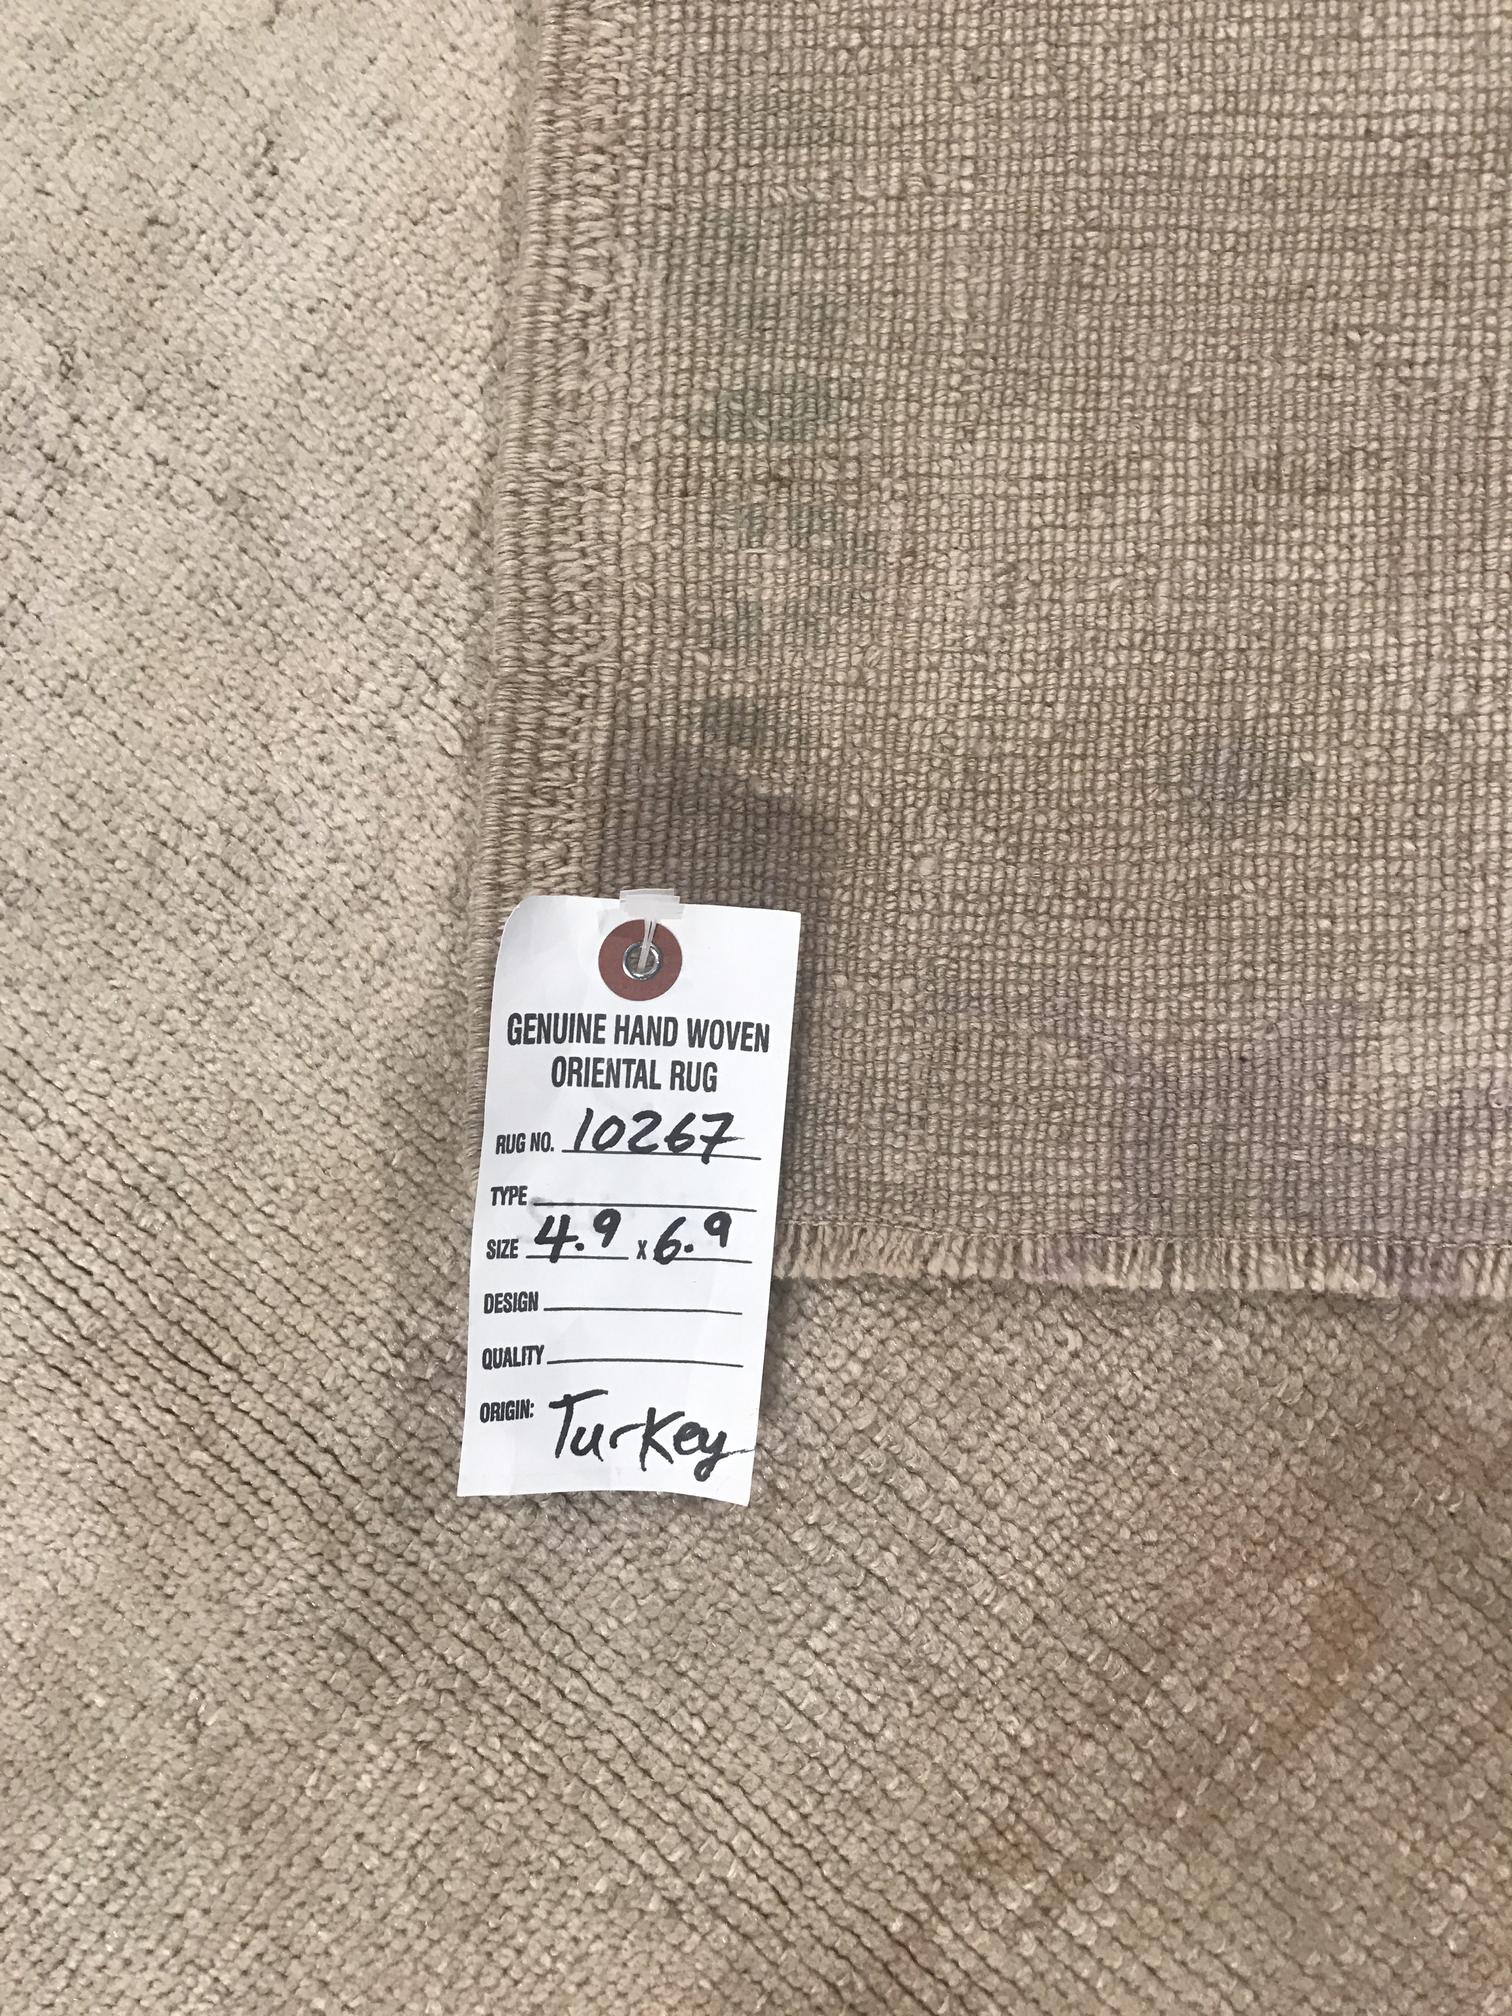 GENUINE HAND WOVEN
ORIENTAL RUG
RUG NO. 10267
TYPE
SIZE 4.9 X 6.9
DESIGN
QUALITY
ORIGIN: Turkey